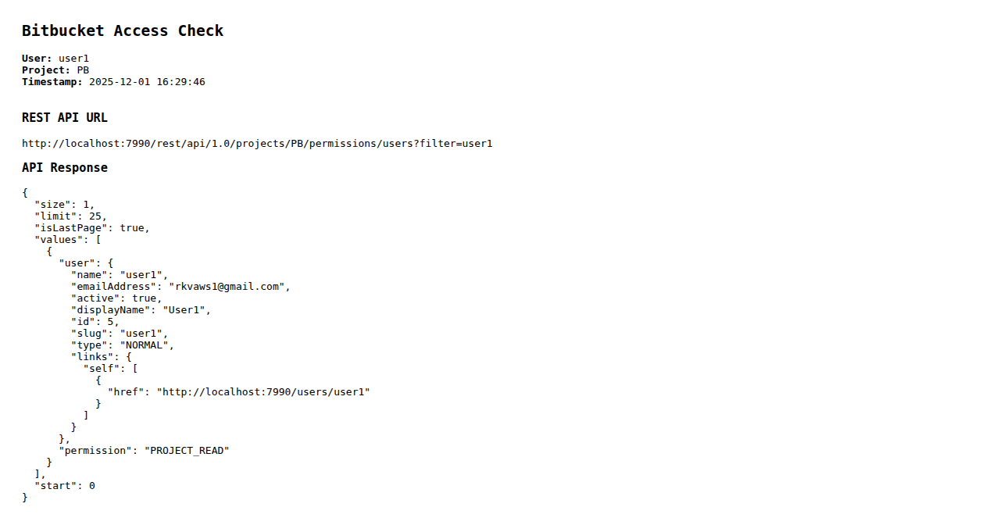 Bitbucket Access Check
User: user1
Project: PB
Timestamp: 2025-12-01 16:29:46
REST API URL
http://localhost:7990/rest/api/1.0/projects/PB/permissions/users?filter=user1
API Response
{
  "size": 1,
  "limit": 25,
  "isLastPage": true,
  "values": [
    {
      "user": {
        "name": "user1",
        "emailAddress": "rkvaws1@gmail.com",
        "active": true,
        "displayName": "User1",
        "id": 5,
        "slug": "user1",
        "type": "NORMAL",
        "links": {
          "self": [
            {
              "href": "http://localhost:7990/users/user1"
            }
          ]
        }
      },
      "permission": "PROJECT_READ"
    }
  ],
  "start": 0
}